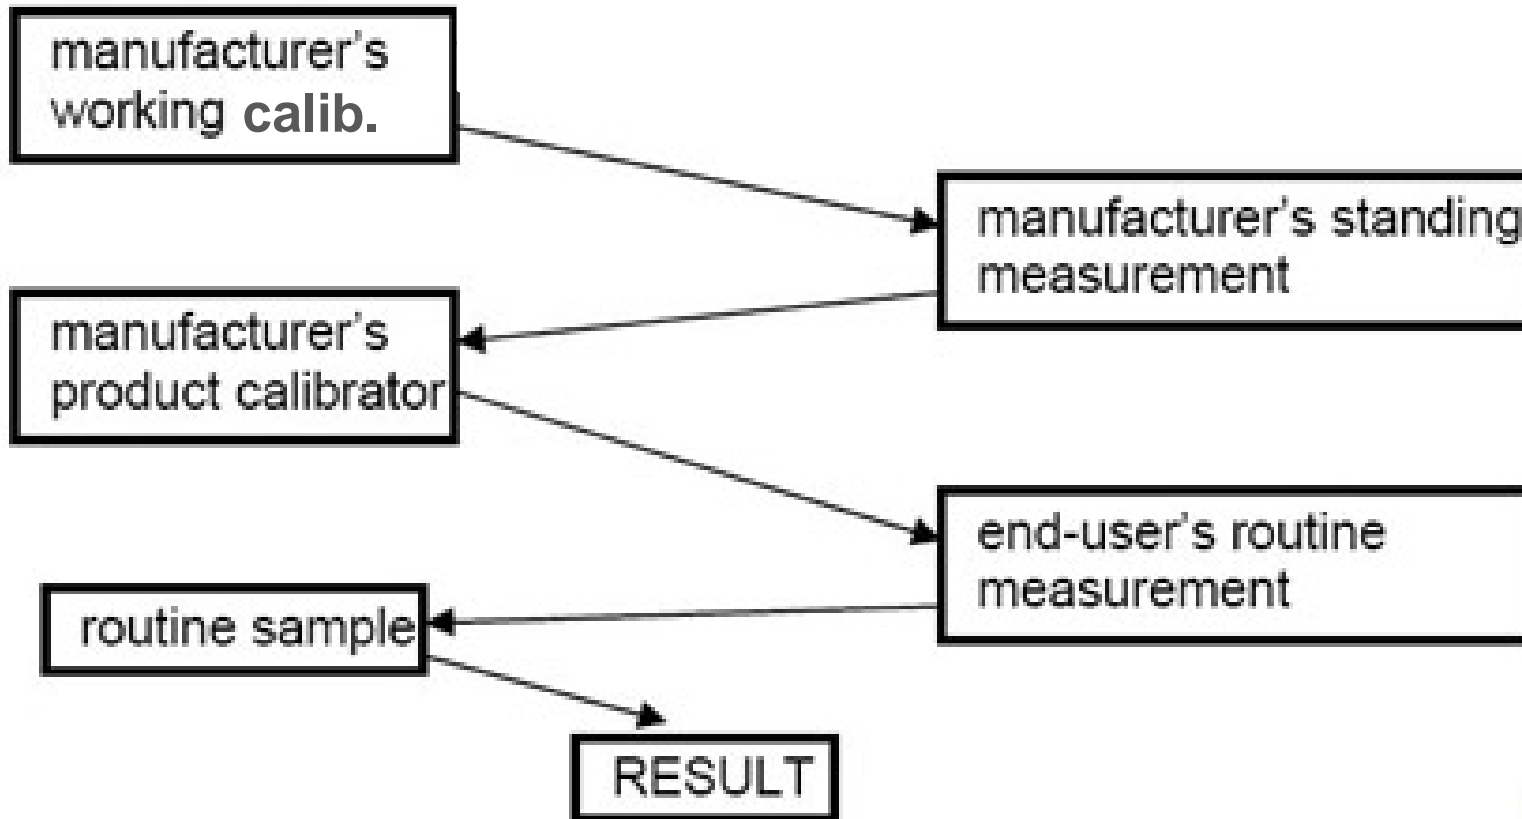 manufacturer's
working calib.
manufacturer's standing
measurement
manufacturer's
product calibrator
end-user's routine
measurement
routine sample
RESULT